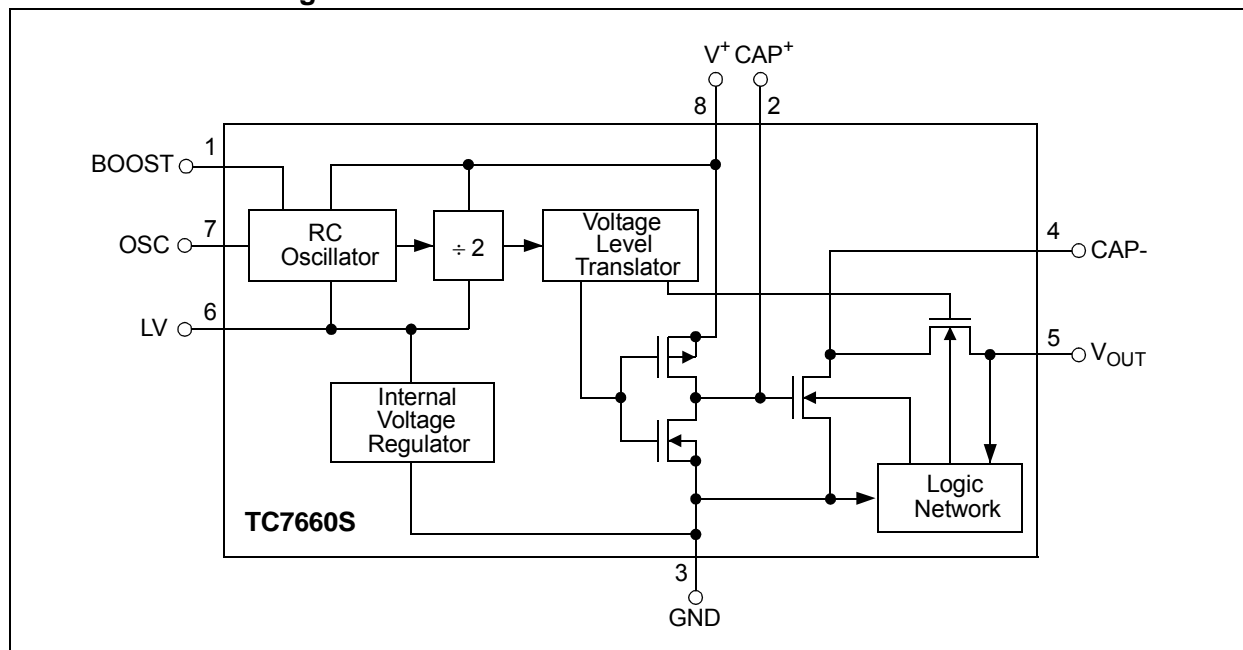 V+ CAP+
8 2
1
BOOST
7
OSC
RC
Oscillator
÷ 2
Voltage
Level
Translator
4
CAP-
6
LV
5
VOUT
Internal
Voltage
Regulator
Logic
Network
TC7660S
3
GND